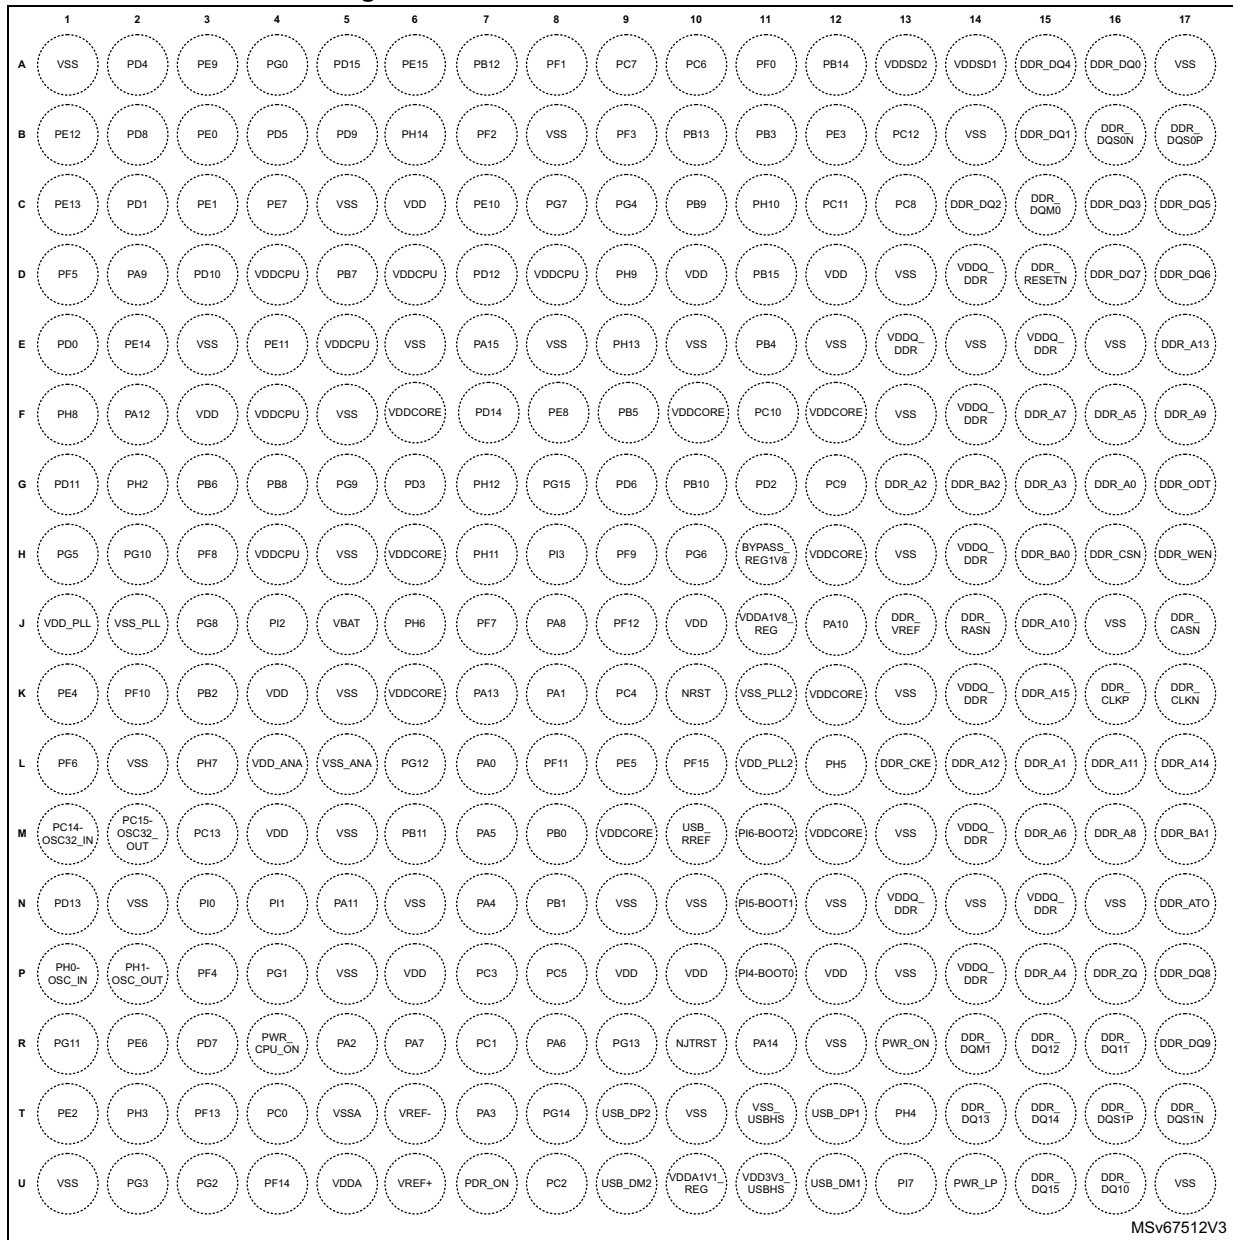 1 2 3 4 5 6 7 8 9 10 11 12 13 14 15 16 17
A VSS PD4 PE9 PG0 PD15 PE15 PB12 PF1 PC7 PC6 PF0 PB14 VDDSD2 VDDSD1 DDR_DQ4 DDR_DQ0 VSS
B PE12 PD8 PE0 PD5 PD9 PH14 PF2 VSS PF3 PB13 PB3 PE3 PC12 VSS DDR_DQ1 DDR_DQS0N DDR_DQS0P
C PE13 PD1 PE1 PE7 VSS VDD PE10 PG7 PG4 PB9 PH10 PC11 PC8 DDR_DQ2 DDR_DQM0 DDR_DQ3 DDR_DQ5
D PF5 PA9 PD10 VDDCPU PB7 VDDCPU PD12 VDDCPU PH9 VDD PB15 VDD VSS VDDQ_DDR DDR_RESETN DDR_DQ7 DDR_DQ6
E PD0 PE14 VSS PE11 VDDCPU VSS PA15 VSS PH13 VSS PB4 VSS VDDQ_DDR VSS VDDQ_DDR VSS DDR_A13
F PH8 PA12 VDD VDDCPU VSS VDDCORE PD14 PE8 PB5 VDDCORE PC10 VDDCORE VSS VDDQ_DDR DDR_A7 DDR_A5 DDR_A9
G PD11 PH2 PB6 PB8 PG9 PD3 PH12 PG15 PD6 PB10 PD2 PC9 DDR_A2 DDR_BA2 DDR_A3 DDR_A0 DDR_ODT
H PG5 PG10 PF8 VDDCPU VSS VDDCORE PH11 PI3 PF9 PG6 BYPASS_REG1V8 VDDCORE VSS VDDQ_DDR DDR_BA0 DDR_CSN DDR_WEN
J VDD_PLL VSS_PLL PG8 PI2 VBAT PH6 PF7 PA8 PF12 VDD VDDA1V8_REG PA10 DDR_VREF DDR_RASN DDR_A10 VSS DDR_CASN
K PE4 PF10 PB2 VDD VSS VDDCORE PA13 PA1 PC4 NRST VSS_PLL2 VDDCORE VSS VDDQ_DDR DDR_A15 DDR_CLKP DDR_CLKN
L PF6 VSS PH7 VDD_ANA VSS_ANA PG12 PA0 PF11 PE5 PF15 VDD_PLL2 PH5 DDR_CKE DDR_A12 DDR_A1 DDR_A11 DDR_A14
M PC14-OSC32_IN PC15-OSC32_OUT PC13 VDD VSS PB11 PA5 PB0 VDDCORE USB_RREF PI6-BOOT2 VDDCORE VSS VDDQ_DDR DDR_A6 DDR_A8 DDR_BA1
N PD13 VSS PI0 PI1 PA11 VSS PA4 PB1 VSS VSS PI5-BOOT1 VSS VDDQ_DDR VSS VDDQ_DDR VSS DDR_ATO
P PH0-OSC_IN PH1-OSC_OUT PF4 PG1 VSS VDD PC3 PC5 VDD VDD PI4-BOOT0 VDD VSS VDDQ_DDR DDR_A4 DDR_ZQ DDR_DQ8
R PG11 PE6 PD7 PWR_CPU_ON PA2 PA7 PC1 PA6 PG13 NJTRST PA14 VSS PWR_ON DDR_DQM1 DDR_DQ12 DDR_DQ11 DDR_DQ9
T PE2 PH3 PF13 PC0 VSSA VREF- PA3 PG14 USB_DP2 VSS VSS_USBHS USB_DP1 PH4 DDR_DQ13 DDR_DQ14 DDR_DQS1P DDR_DQS1N
U VSS PG3 PG2 PF14 VDDA VREF+ PDR_ON PC2 USB_DM2 VDDA1V1_REG VDD3V3_USBHS USB_DM1 PI7 PWR_LP DDR_DQ15 DDR_DQ10 VSS
MSv67512V3